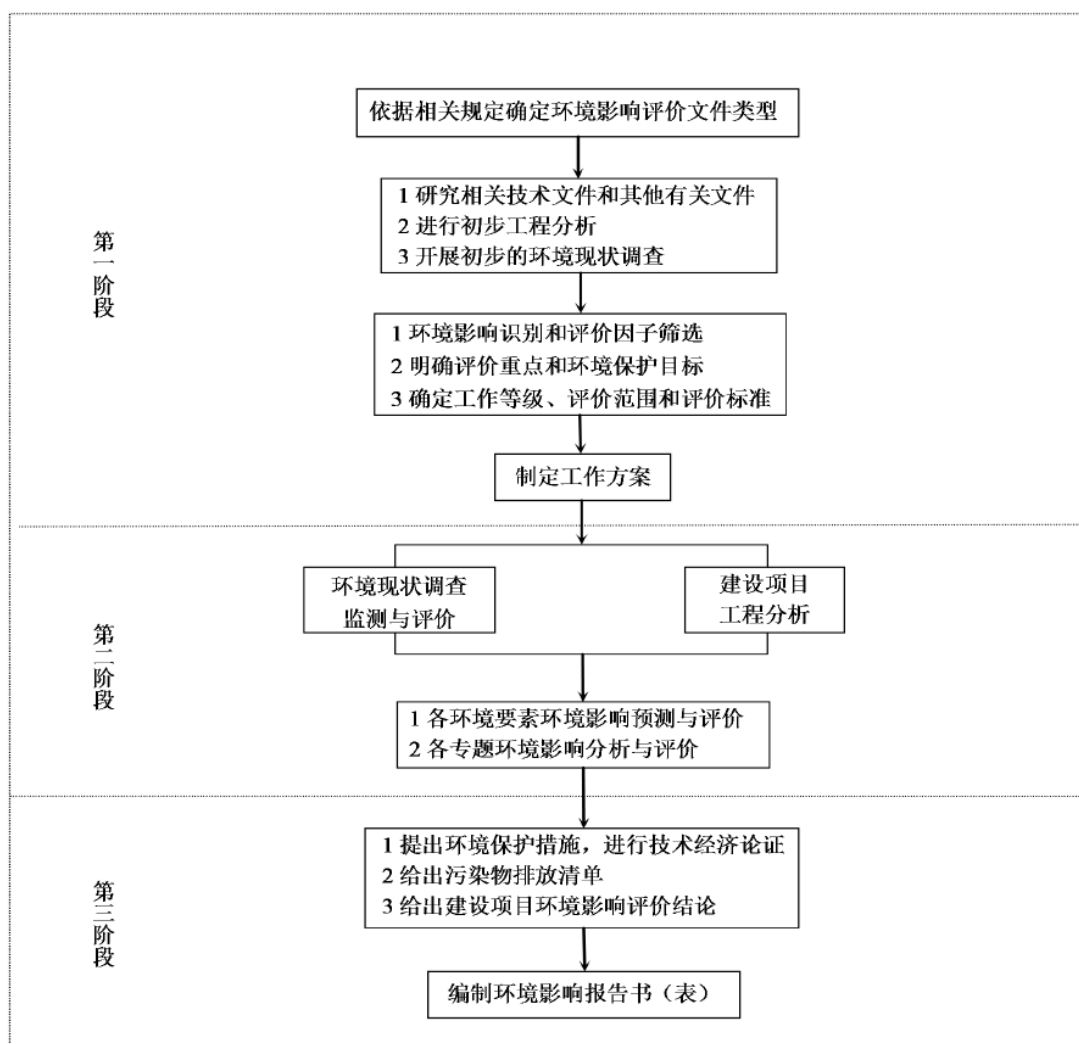 依据相关规定确定环境影响评价文件类型
1 研究相关技术文件和其他有关文件
2 进行初步工程分析
3 开展初步的环境现状调查
第一阶段
1 环境影响识别和评价因子筛选
2 明确评价重点和环境保护目标
3 确定工作等级、评价范围和评价标准
制定工作方案
环境现状调查
监测与评价
建设项目
工程分析
第二阶段
1 各环境要素环境影响预测与评价
2 各专题环境影响分析与评价
1 提出环境保护措施，进行技术经济论证
2 给出污染物排放清单
3 给出建设项目环境影响评价结论
第三阶段
编制环境影响报告书（表）